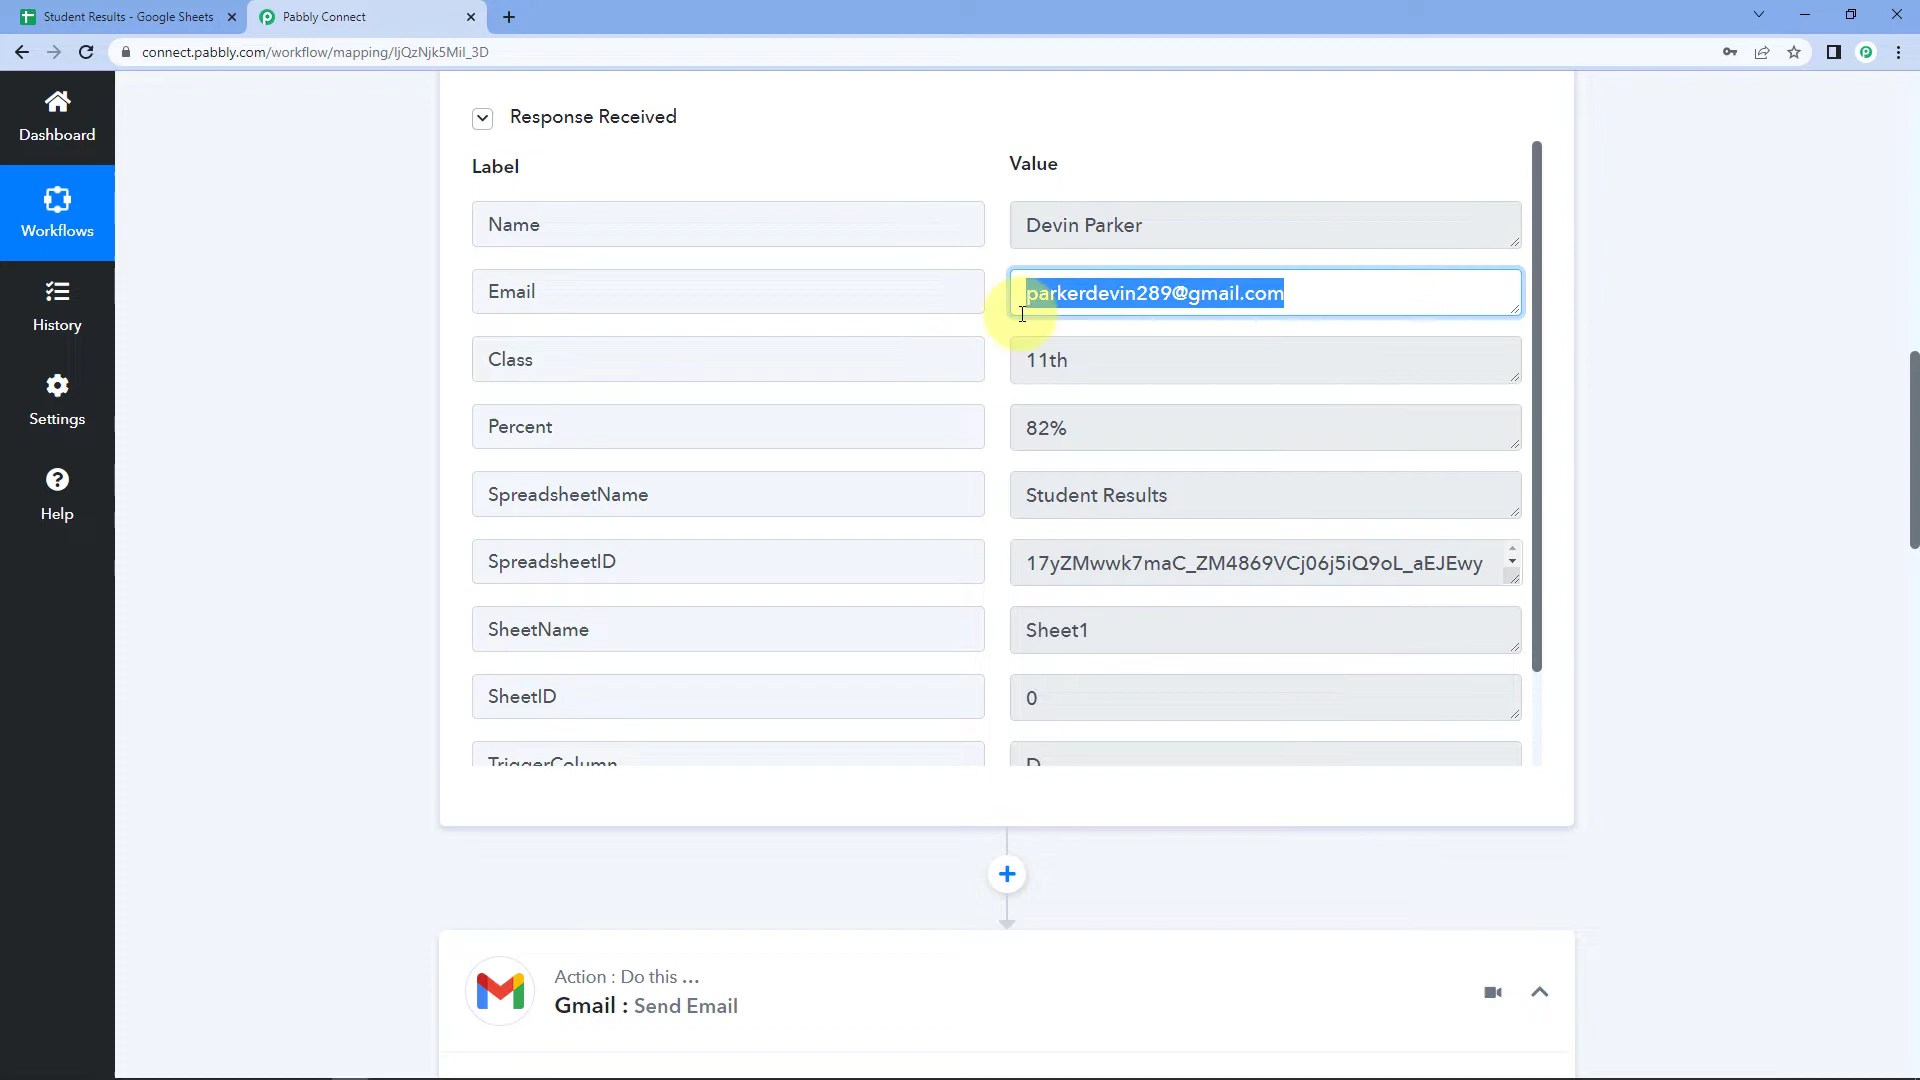 Student Results - Google Sheets
Pabbly Connect
connect.pabbly.com/workflow/mapping/IjQzNjk5MiI_3D
Dashboard
Workflows
History
Settings
Help
Response Received
Label
Value
Name
Devin Parker
Email
parkerdevin289@gmail.com
Class
11th
Percent
82%
SpreadsheetName
Student Results
SpreadsheetID
17yZMwwk7maC_ZM4869VCj06j5iQ9oL_aEJEwy
SheetName
Sheet1
SheetID
0
TriggerColumn
D
Action : Do this ...
Gmail : Send Email